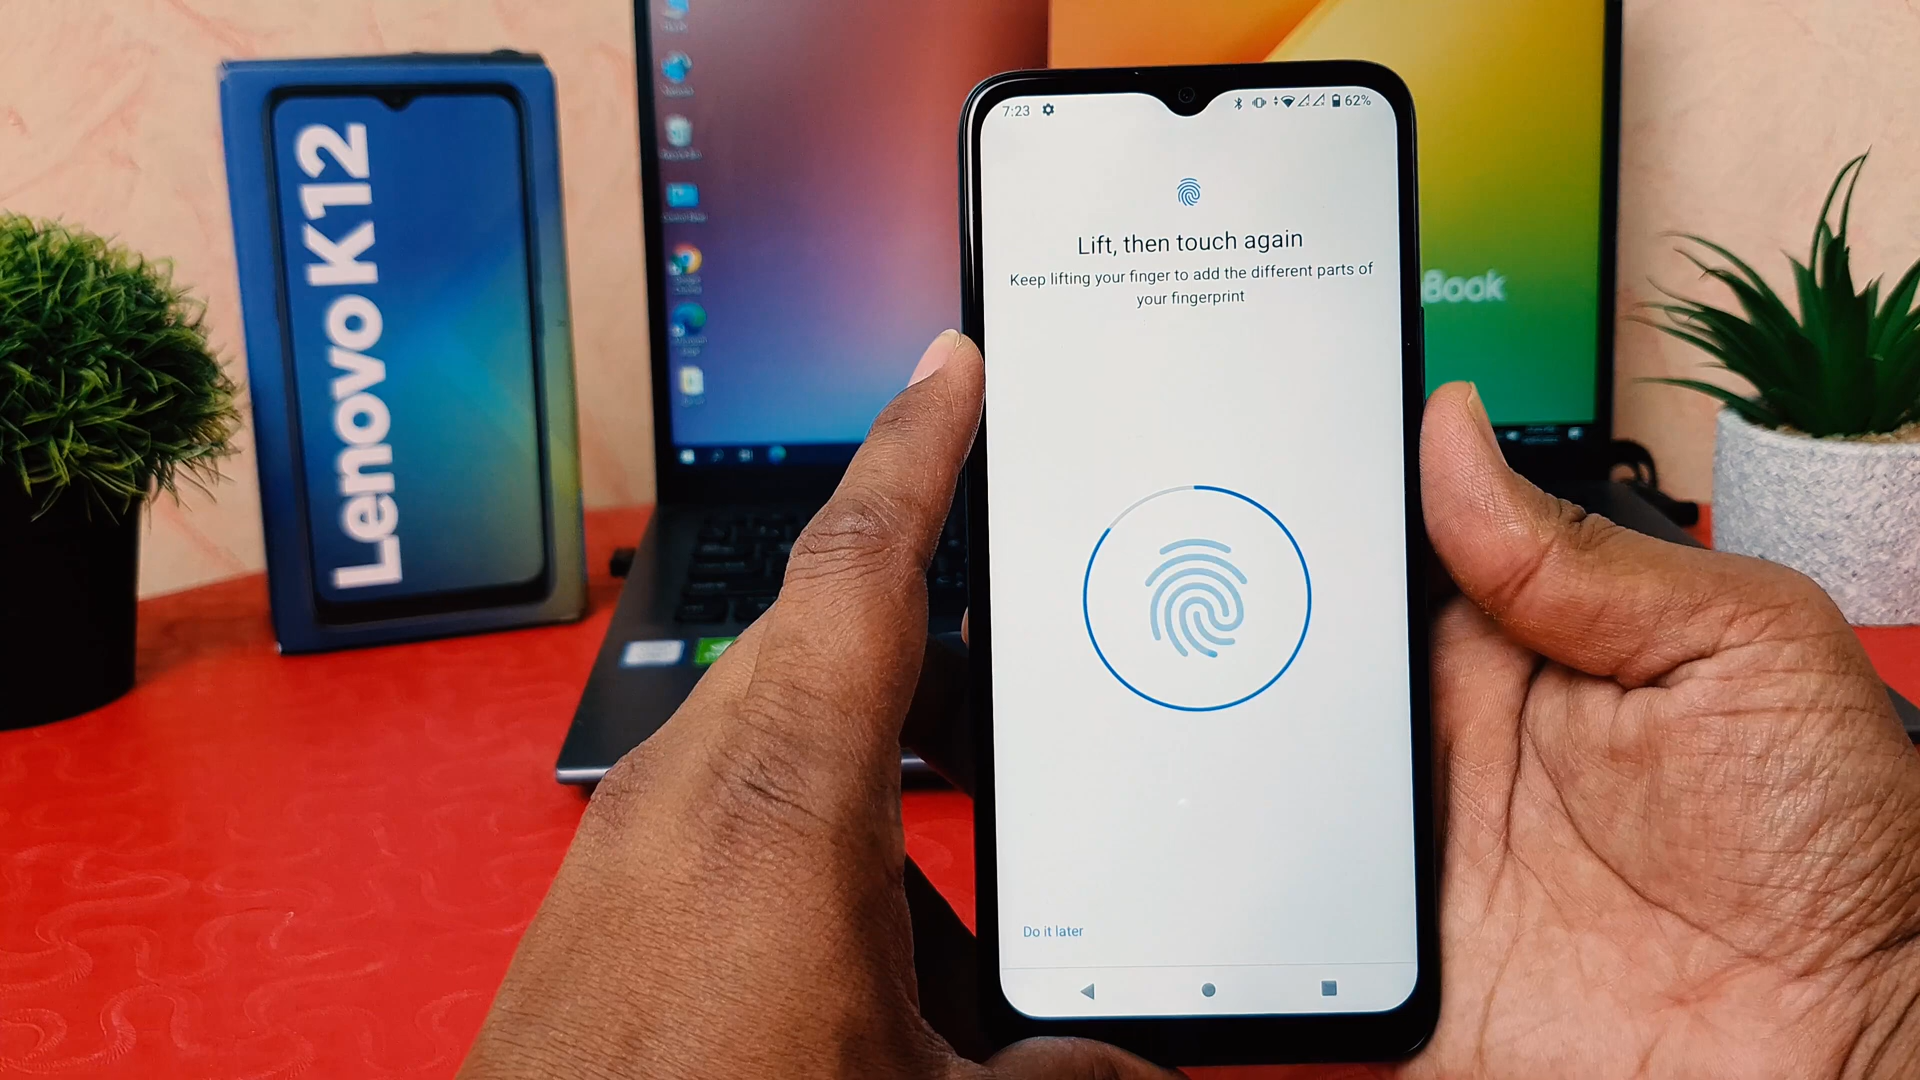 Lenovo K12
7:23
62%
Lift, then touch again
Keep lifting your finger to add the different parts of
your fingerprint
Book
Do it later